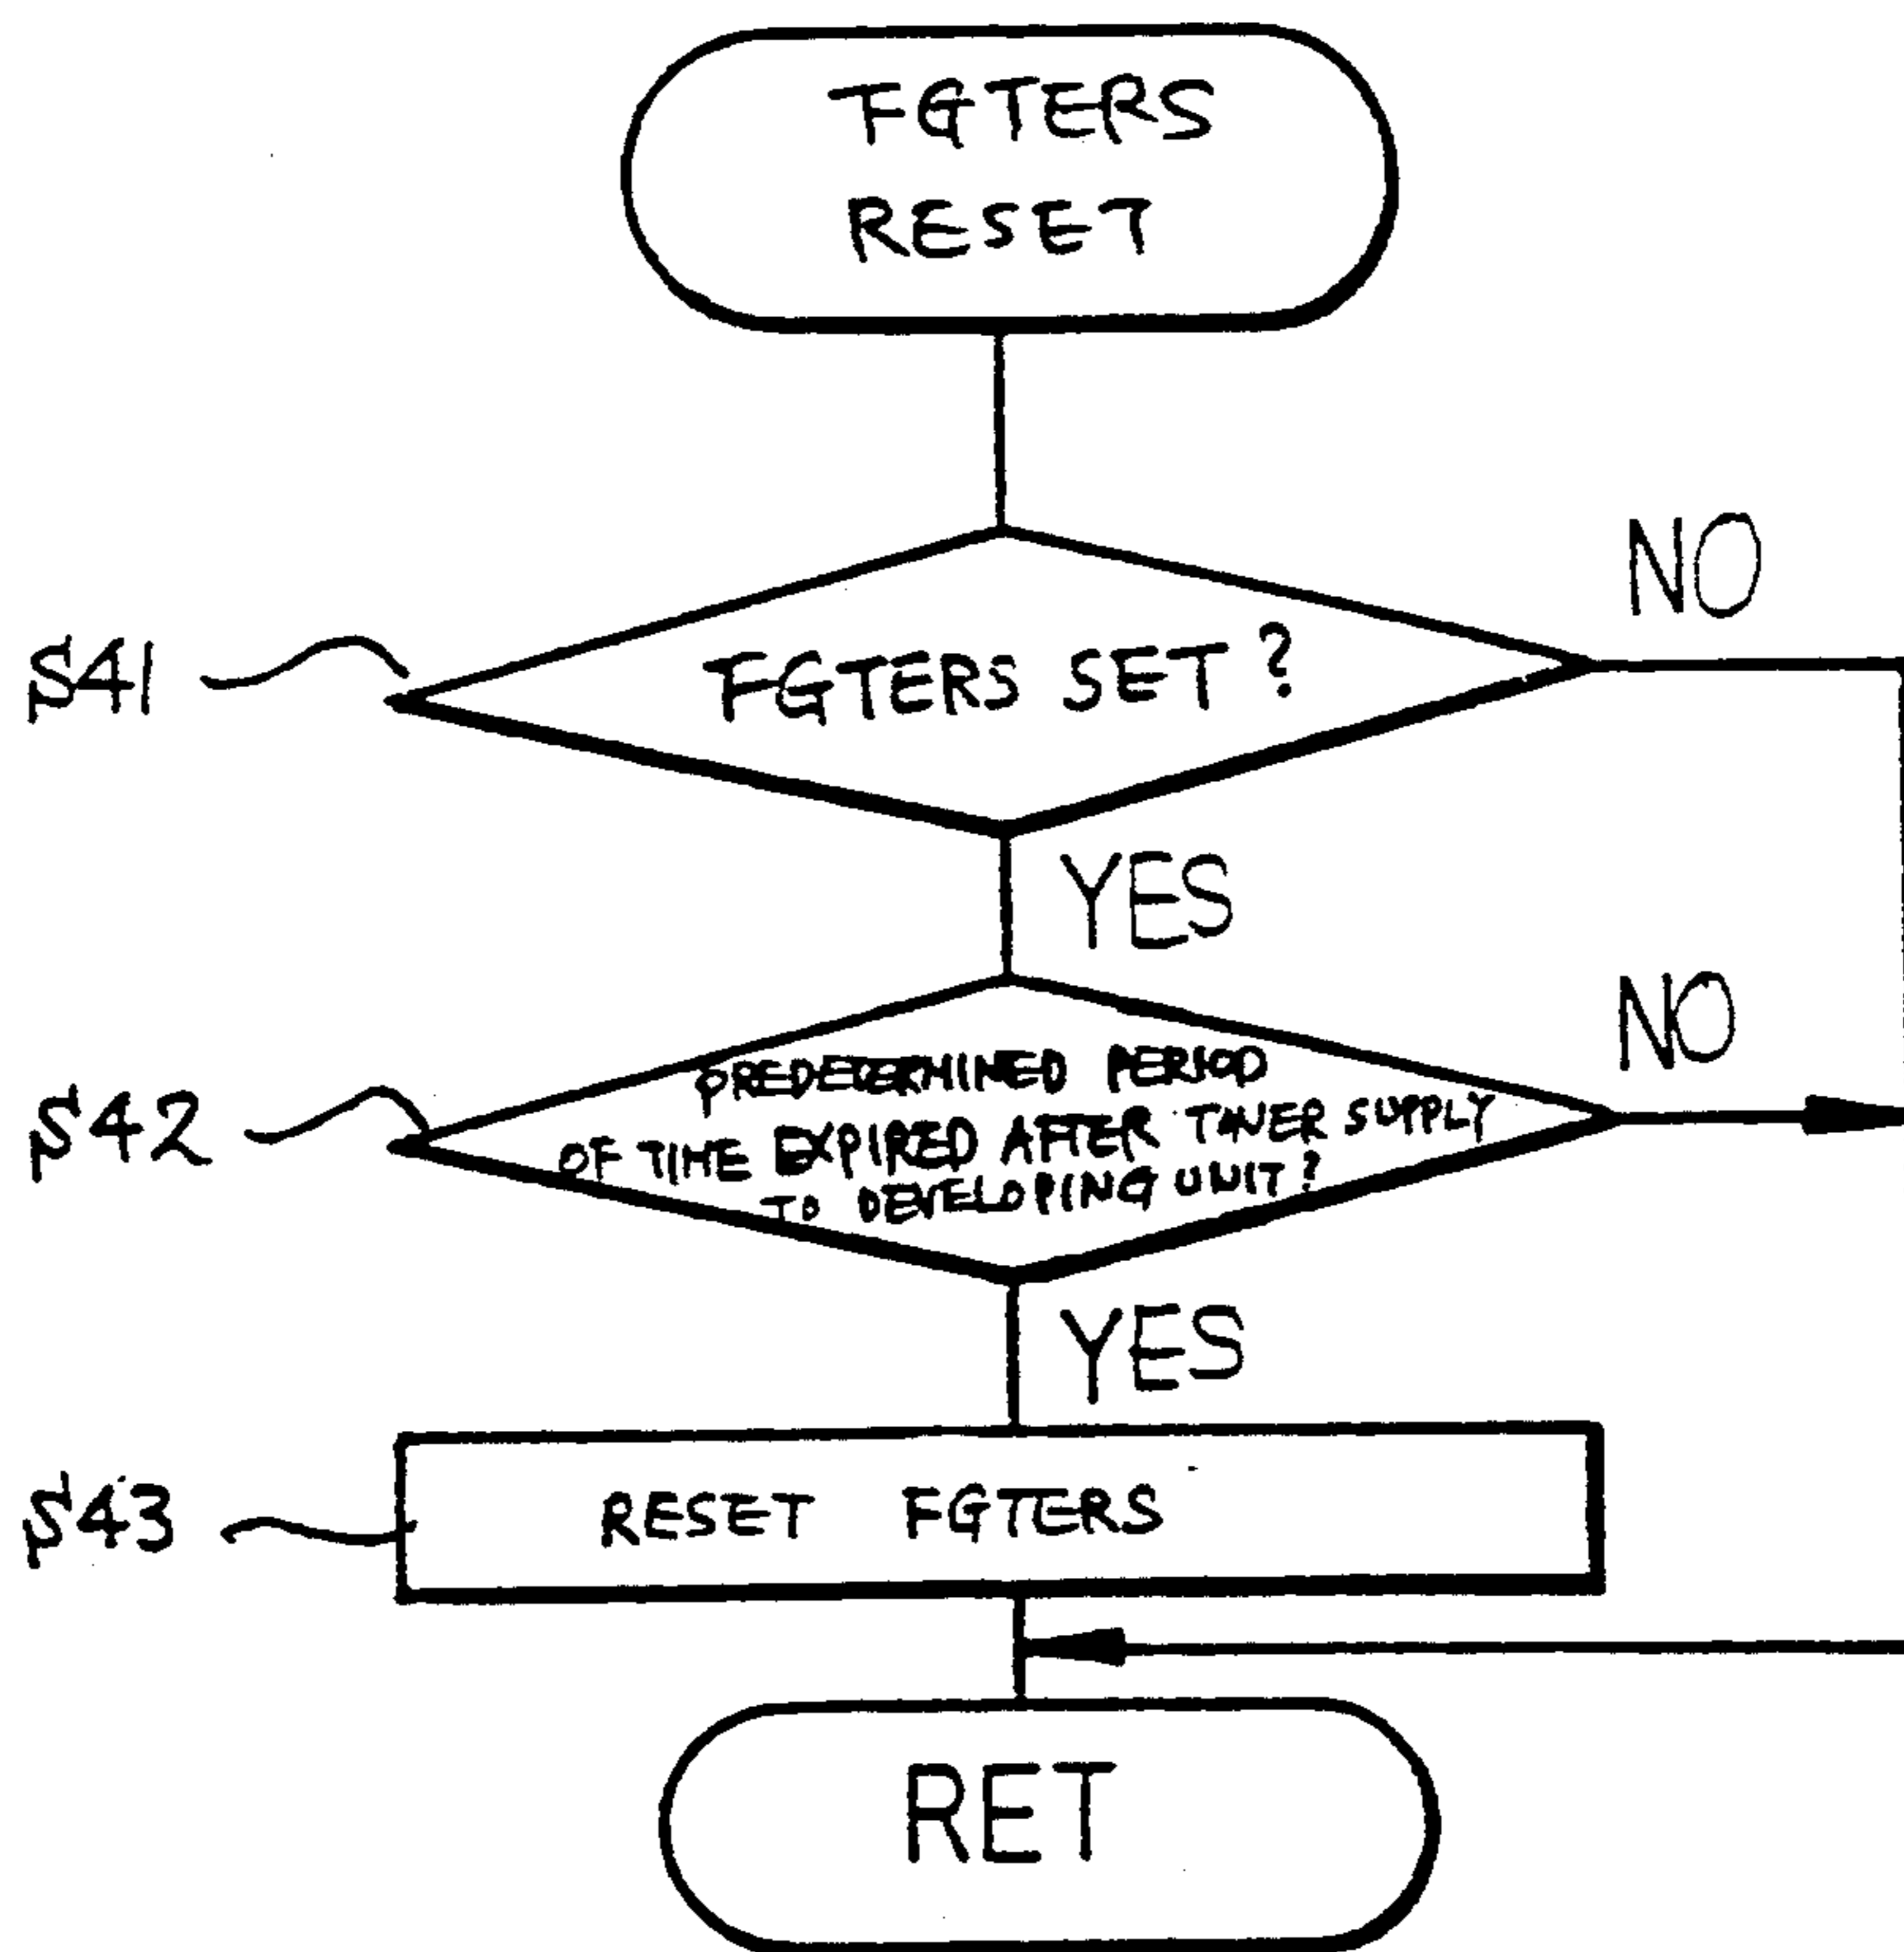 FGTERS
RESET
NO
S41
FGTERS SET?
YES
NO
PREDETERMINED PERIOD
S42
OF TIME EXPIRED AFTER TONER SUPPLY
TO DEVELOPING UNIT?
YES
S43
RESET FGTERS
RET